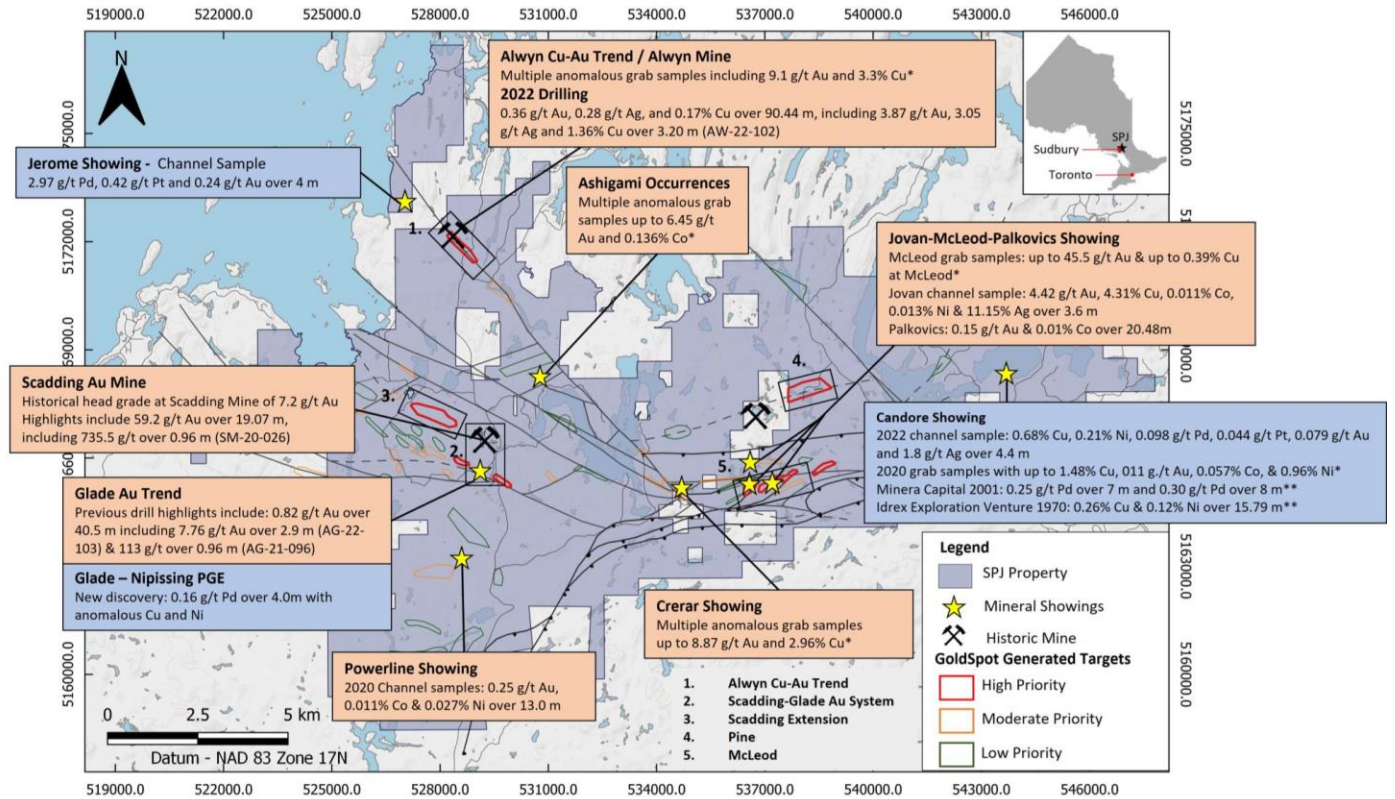 519000.0 522000.0 525000.0 528000.0 531000.0 534000.0 537000.0 540000.0 543000.0 546000.0
N
Alwyn Cu-Au Trend / Alwyn Mine
Multiple anomalous grab samples including 9.1 g/t Au and 3.3% Cu*
2022 Drilling
0.36 g/t Au, 0.28 g/t Ag, and 0.17% Cu over 90.44 m, including 3.87 g/t Au, 3.05
g/t Ag and 1.36% Cu over 3.20 m (AW-22-102)
SPJ
Sudbury
Toronto
5175000.0
Jerome Showing - Channel Sample
2.97 g/t Pd, 0.42 g/t Pt and 0.24 g/t Au over 4 m
Ashigami Occurrences
Multiple anomalous grab
samples up to 6.45 g/t
Au and 0.136% Co*
1.
5172000.0
Jovan-McLeod-Palkovics Showing
McLeod grab samples: up to 45.5 g/t Au & up to 0.39% Cu
at McLeod*
Jovan channel sample: 4.42 g/t Au, 4.31% Cu, 0.011% Co,
0.013% Ni & 11.15% Ag over 3.6 m
Palkovics: 0.15 g/t Au & 0.01% Co over 20.48m
Scadding Au Mine
Historical head grade at Scadding Mine of 7.2 g/t Au
Highlights include 59.2 g/t Au over 19.07 m,
including 735.5 g/t over 0.96 m (SM-20-026)
3.
4.
2.
5.
Candore Showing
2022 channel sample: 0.68% Cu, 0.21% Ni, 0.098 g/t Pd, 0.044 g/t Pt, 0.079 g/t Au
and 1.8 g/t Ag over 4.4 m
2020 grab samples with up to 1.48% Cu, 011 g./t Au, 0.057% Co, & 0.96% Ni*
Minera Capital 2001: 0.25 g/t Pd over 7 m and 0.30 g/t Pd over 8 m**
Idrex Exploration Venture 1970: 0.26% Cu & 0.12% Ni over 15.79 m**
Glade Au Trend
Previous drill highlights include: 0.82 g/t Au over
40.5 m including 7.76 g/t Au over 2.9 m (AG-22-
103) & 113 g/t over 0.96 m (AG-21-096)
Glade – Nipissing PGE
New discovery: 0.16 g/t Pd over 4.0m with
anomalous Cu and Ni
5163000.0
Crerar Showing
Multiple anomalous grab samples
up to 8.87 g/t Au and 2.96% Cu*
Powerline Showing
2020 Channel samples: 0.25 g/t Au,
0.011% Co & 0.027% Ni over 13.0 m
5160000.0
5160000.0
0 2.5 5 km
Datum - NAD 83 Zone 17N
1. Alwyn Cu-Au Trend
2. Scadding-Glade Au System
3. Scadding Extension
4. Pine
5. McLeod
Legend
SPJ Property
Mineral Showings
Historic Mine
GoldSpot Generated Targets
High Priority
Moderate Priority
Low Priority
519000.0 522000.0 525000.0 528000.0 531000.0 534000.0 537000.0 540000.0 543000.0 546000.0